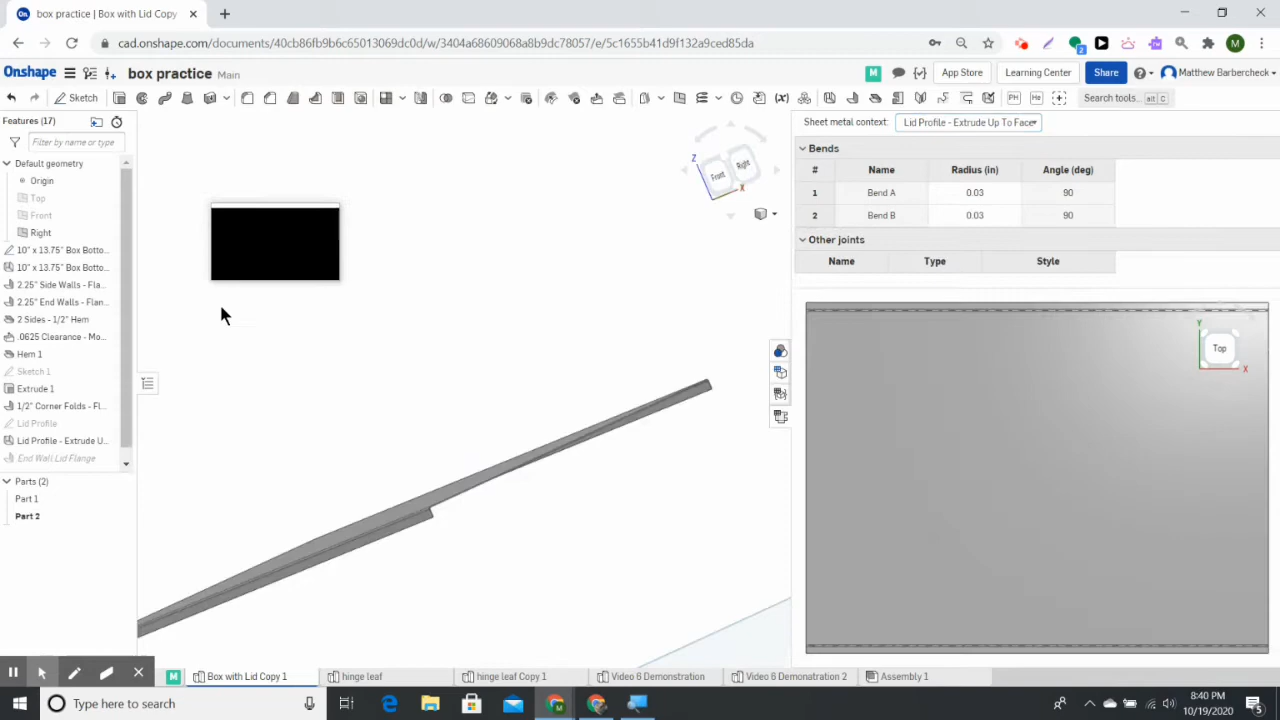 box practice | Box with Lid Copy
cad.onshape.com/documents/40cb86fb9b6c65013069dc0d/w/3404a68609068a8b9dc78057/e/5c1655b41d9f132a9ced85da
2
M
Onshape
box practice Main
M
App Store
Learning Center
Share
Matthew Barbercheck
Sketch
PH
Search tools...
alt
C
Features (17)
Sheet metal context:
Lid Profile - Extrude Up To Face
Filter by name or type
Bends
# Name Radius (in) Angle (deg)
1 Bend A 0.03 90
2 Bend B 0.03 90
Other joints
Name Type Style
Default geometry
Origin
Top
Front
Right
10" x 13.75" Box Botto...
10" x 13.75" Box Botto...
2.25" Side Walls - Flan...
2.25" End Walls - Flan...
2 Sides - 1/2" Hem
.0625 Clearance - Mo...
Hem 1
Sketch 1
Extrude 1
1/2" Corner Folds - Fl...
Lid Profile
Lid Profile - Extrude U...
End Wall Lid Flange
Parts (2)
Part 1
Part 2
Z
Front
Right
X
Y
Top
X
M
Box with Lid Copy 1
hinge leaf
hinge leaf Copy 1
Video 6 Demonstration
Video 6 Demonatration 2
Assembly 1
Type here to search
8:40 PM
10/19/2020
5